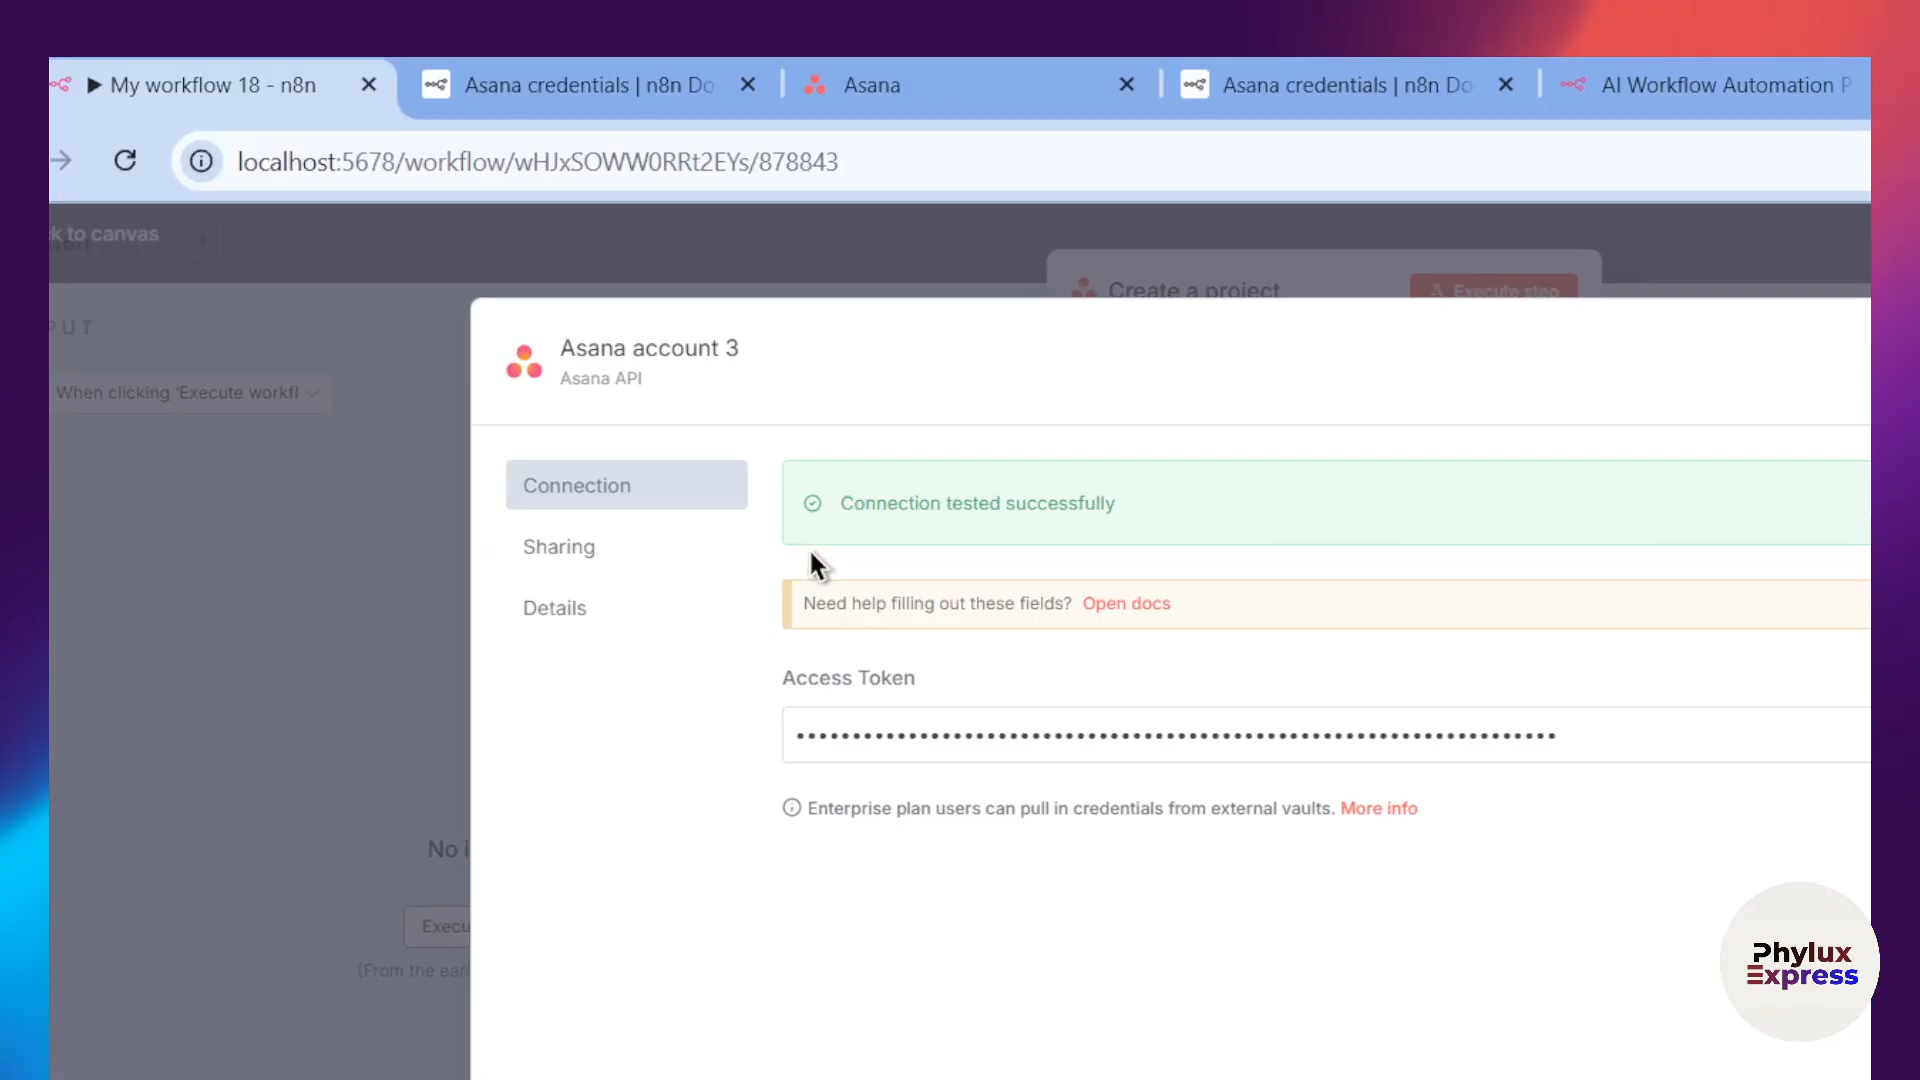 My workflow 18 - n8n
Asana credentials | n8n Do
Asana
Asana credentials | n8n Do
AI Workflow Automation P
localhost:5678/workflow/wHJxSOWW0RRt2EYs/878843
k to canvas
Create a project
Execute step
PUT
When clicking 'Execute workfl
Asana account 3
Asana API
Connection
Sharing
Details
Connection tested successfully
Need help filling out these fields? Open docs
Access Token
Enterprise plan users can pull in credentials from external vaults. More info
No i
Execu
(From the earl
Phylux
Express